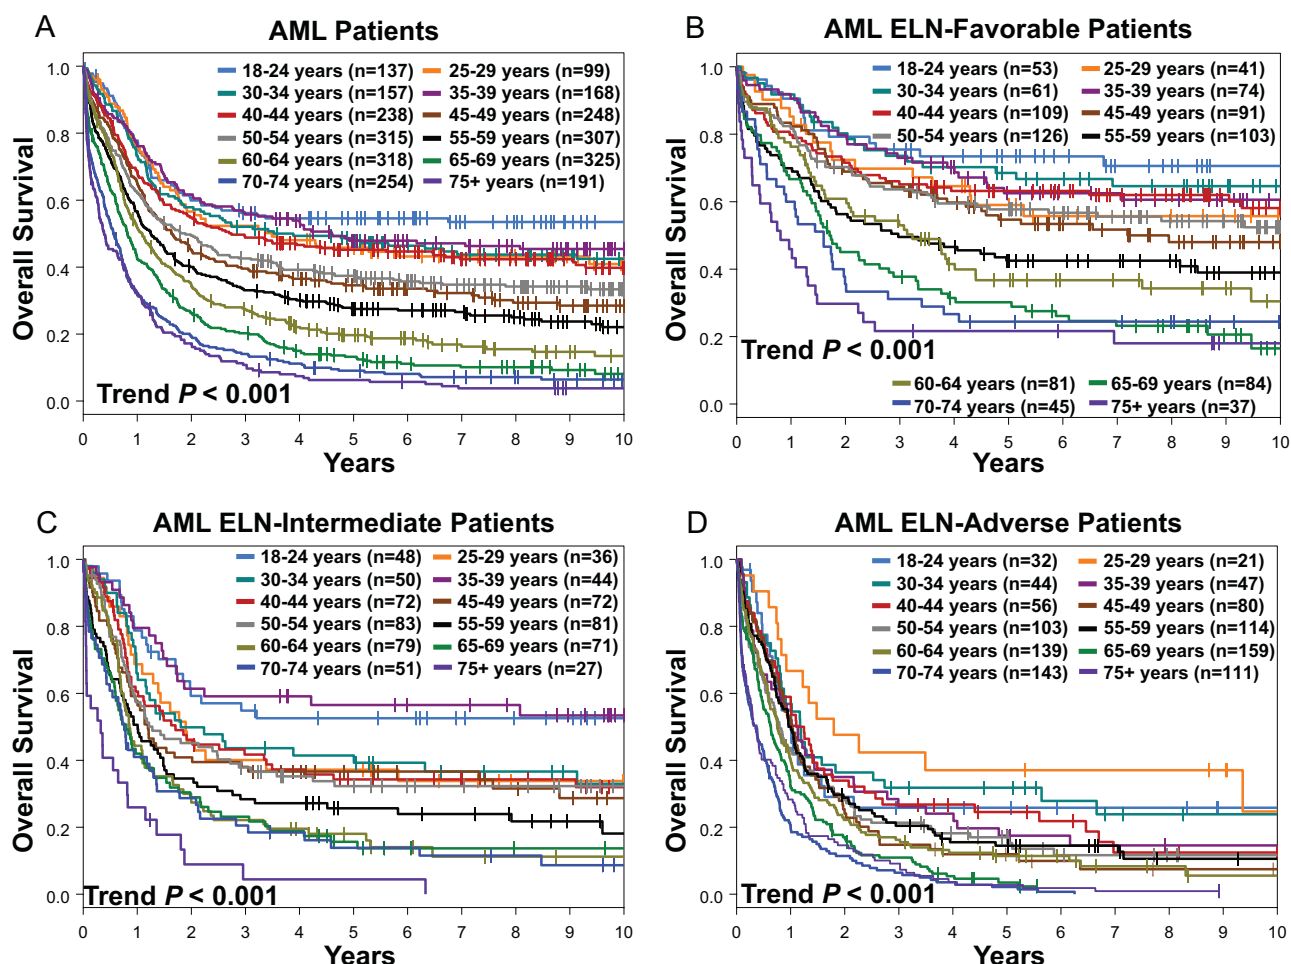 A
AML Patients
18-24 years (n=137) 25-29 years (n=99)
30-34 years (n=157) 35-39 years (n=168)
40-44 years (n=238) 45-49 years (n=248)
50-54 years (n=315) 55-59 years (n=307)
60-64 years (n=318) 65-69 years (n=325)
70-74 years (n=254) 75+ years (n=191)
Overall Survival
1.0
0.8
0.6
0.4
0.2
0.0
Trend P < 0.001
0 1 2 3 4 5 6 7 8 9 10
Years
B
AML ELN-Favorable Patients
18-24 years (n=53) 25-29 years (n=41)
30-34 years (n=61) 35-39 years (n=74)
40-44 years (n=109) 45-49 years (n=91)
50-54 years (n=126) 55-59 years (n=103)
Overall Survival
1.0
0.8
0.6
0.4
0.2
0.0
Trend P < 0.001
60-64 years (n=81) 65-69 years (n=84)
70-74 years (n=45) 75+ years (n=37)
0 1 2 3 4 5 6 7 8 9 10
Years
C
AML ELN-Intermediate Patients
18-24 years (n=48) 25-29 years (n=36)
30-34 years (n=50) 35-39 years (n=44)
40-44 years (n=72) 45-49 years (n=72)
50-54 years (n=83) 55-59 years (n=81)
60-64 years (n=79) 65-69 years (n=71)
70-74 years (n=51) 75+ years (n=27)
Overall Survival
1.0
0.8
0.6
0.4
0.2
0.0
Trend P < 0.001
0 1 2 3 4 5 6 7 8 9 10
Years
D
AML ELN-Adverse Patients
18-24 years (n=32) 25-29 years (n=21)
30-34 years (n=44) 35-39 years (n=47)
40-44 years (n=56) 45-49 years (n=80)
50-54 years (n=103) 55-59 years (n=114)
60-64 years (n=139) 65-69 years (n=159)
70-74 years (n=143) 75+ years (n=111)
Overall Survival
1.0
0.8
0.6
0.4
0.2
0.0
Trend P < 0.001
0 1 2 3 4 5 6 7 8 9 10
Years